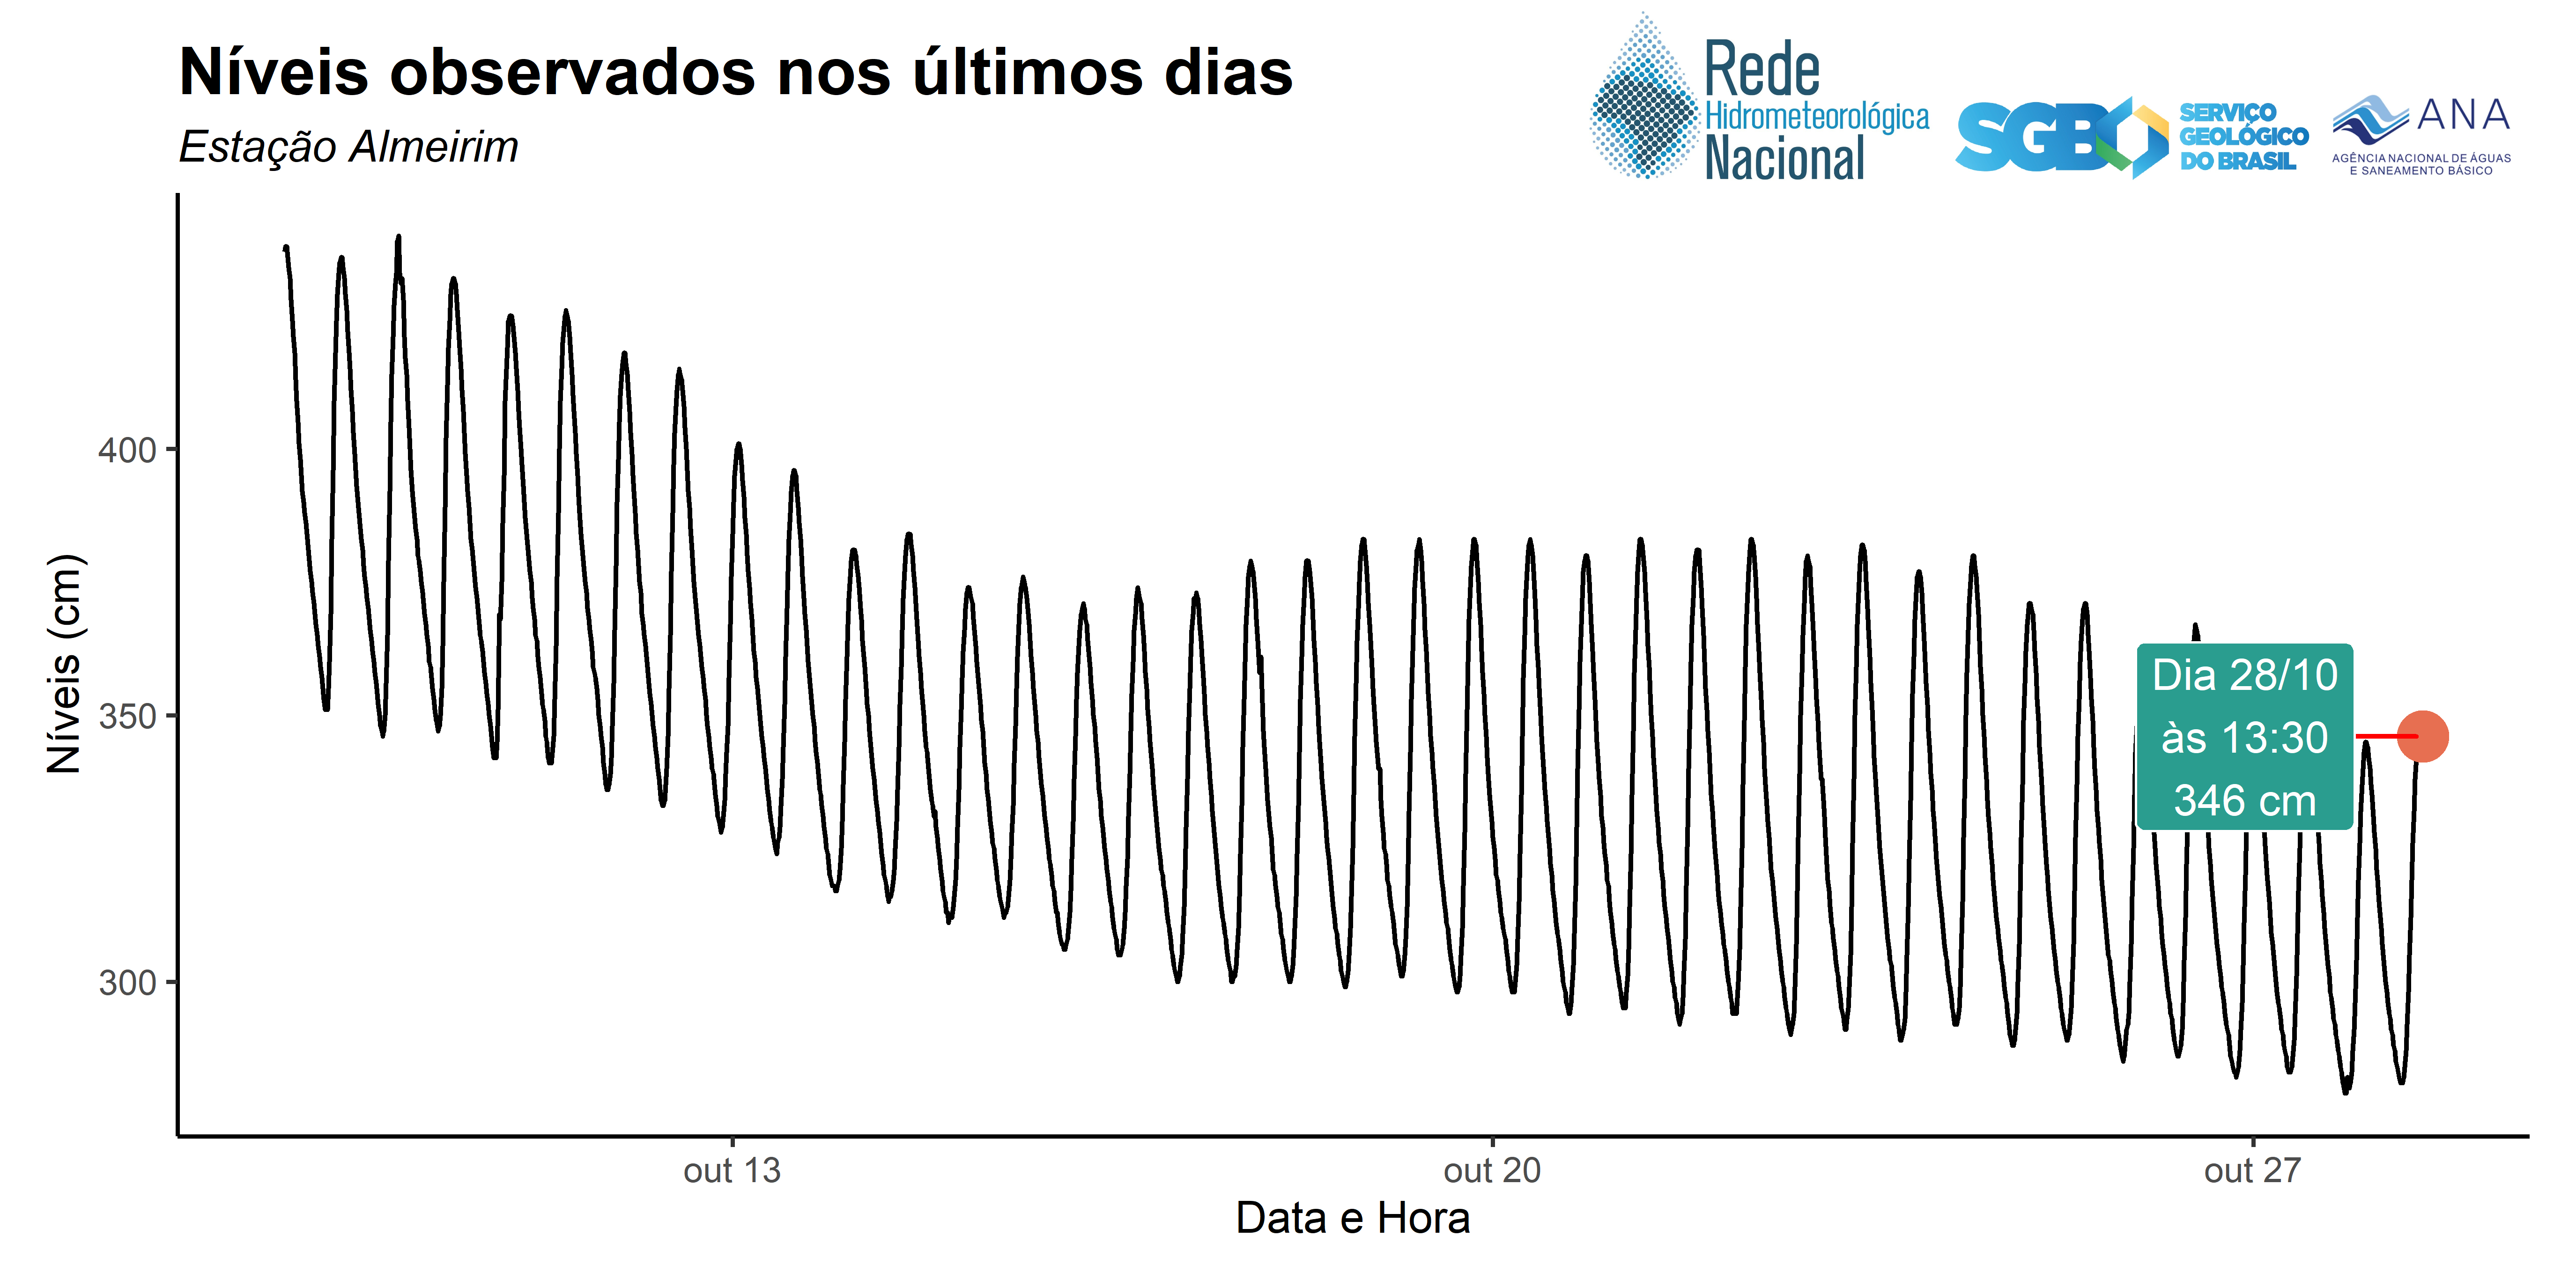 Níveis observados nos últimos dias
Estação Almeirim
Rede
Hidrometeorológica
Nacional
SGB
SERVIÇO
GEOLÓGICO
DO BRASIL
ANA
AGÊNCIA NACIONAL DE ÁGUAS
E SANEAMENTO BÁSICO
Níveis (cm)
400
350
300
Dia 28/10
às 13:30
346 cm
out 13
out 20
out 27
Data e Hora